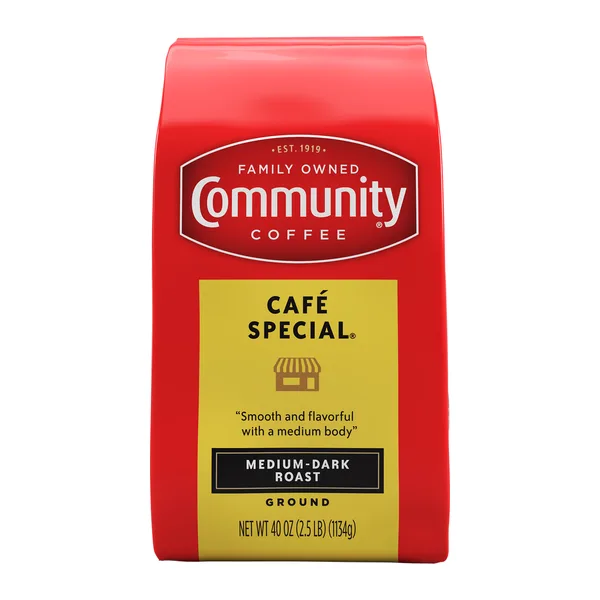 • EST. 1919 •
FAMILY OWNED
Community®
COFFEE
CAFÉ
SPECIAL®
“Smooth and flavorful
with a medium body”
MEDIUM-DARK
ROAST
GROUND
NET WT 40 OZ (2.5 LB) (1134g)